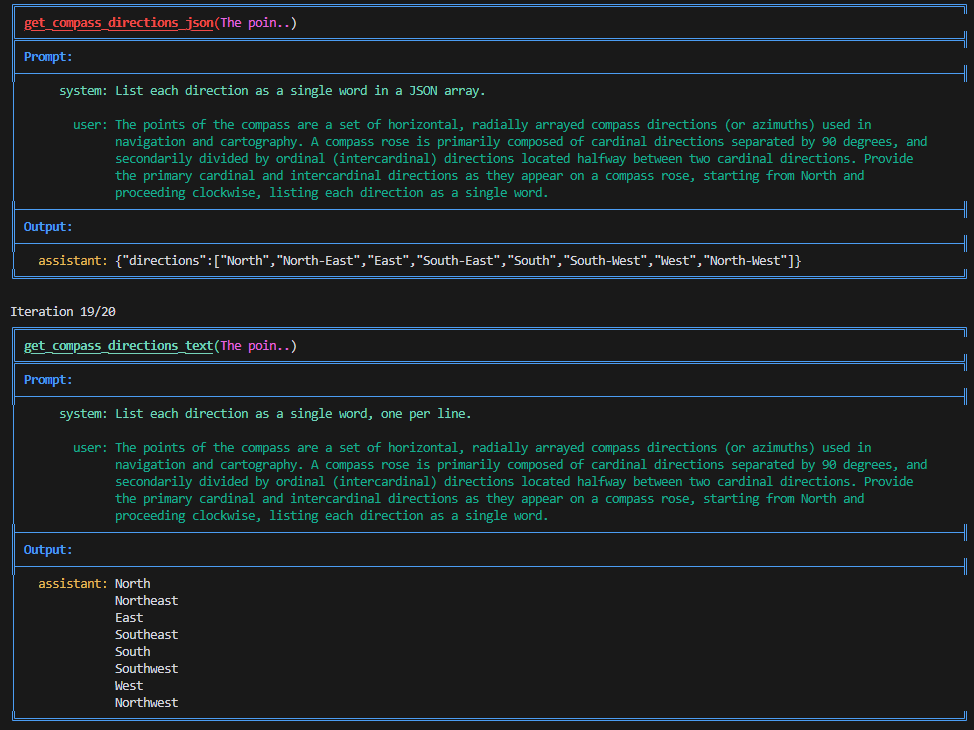 get_compass_directions_json(The poin..)
Prompt:
system: List each direction as a single word in a JSON array.
user: The points of the compass are a set of horizontal, radially arrayed compass directions (or azimuths) used in
navigation and cartography. A compass rose is primarily composed of cardinal directions separated by 90 degrees, and
secondarily divided by ordinal (intercardinal) directions located halfway between two cardinal directions. Provide
the primary cardinal and intercardinal directions as they appear on a compass rose, starting from North and
proceeding clockwise, listing each direction as a single word.
Output:
assistant: {"directions":["North","North-East","East","South-East","South","South-West","West","North-West"]}
Iteration 19/20
get_compass_directions_text(The poin..)
Prompt:
system: List each direction as a single word, one per line.
user: The points of the compass are a set of horizontal, radially arrayed compass directions (or azimuths) used in
navigation and cartography. A compass rose is primarily composed of cardinal directions separated by 90 degrees, and
secondarily divided by ordinal (intercardinal) directions located halfway between two cardinal directions. Provide
the primary cardinal and intercardinal directions as they appear on a compass rose, starting from North and
proceeding clockwise, listing each direction as a single word.
Output:
assistant: North
Northeast
East
Southeast
South
Southwest
West
Northwest